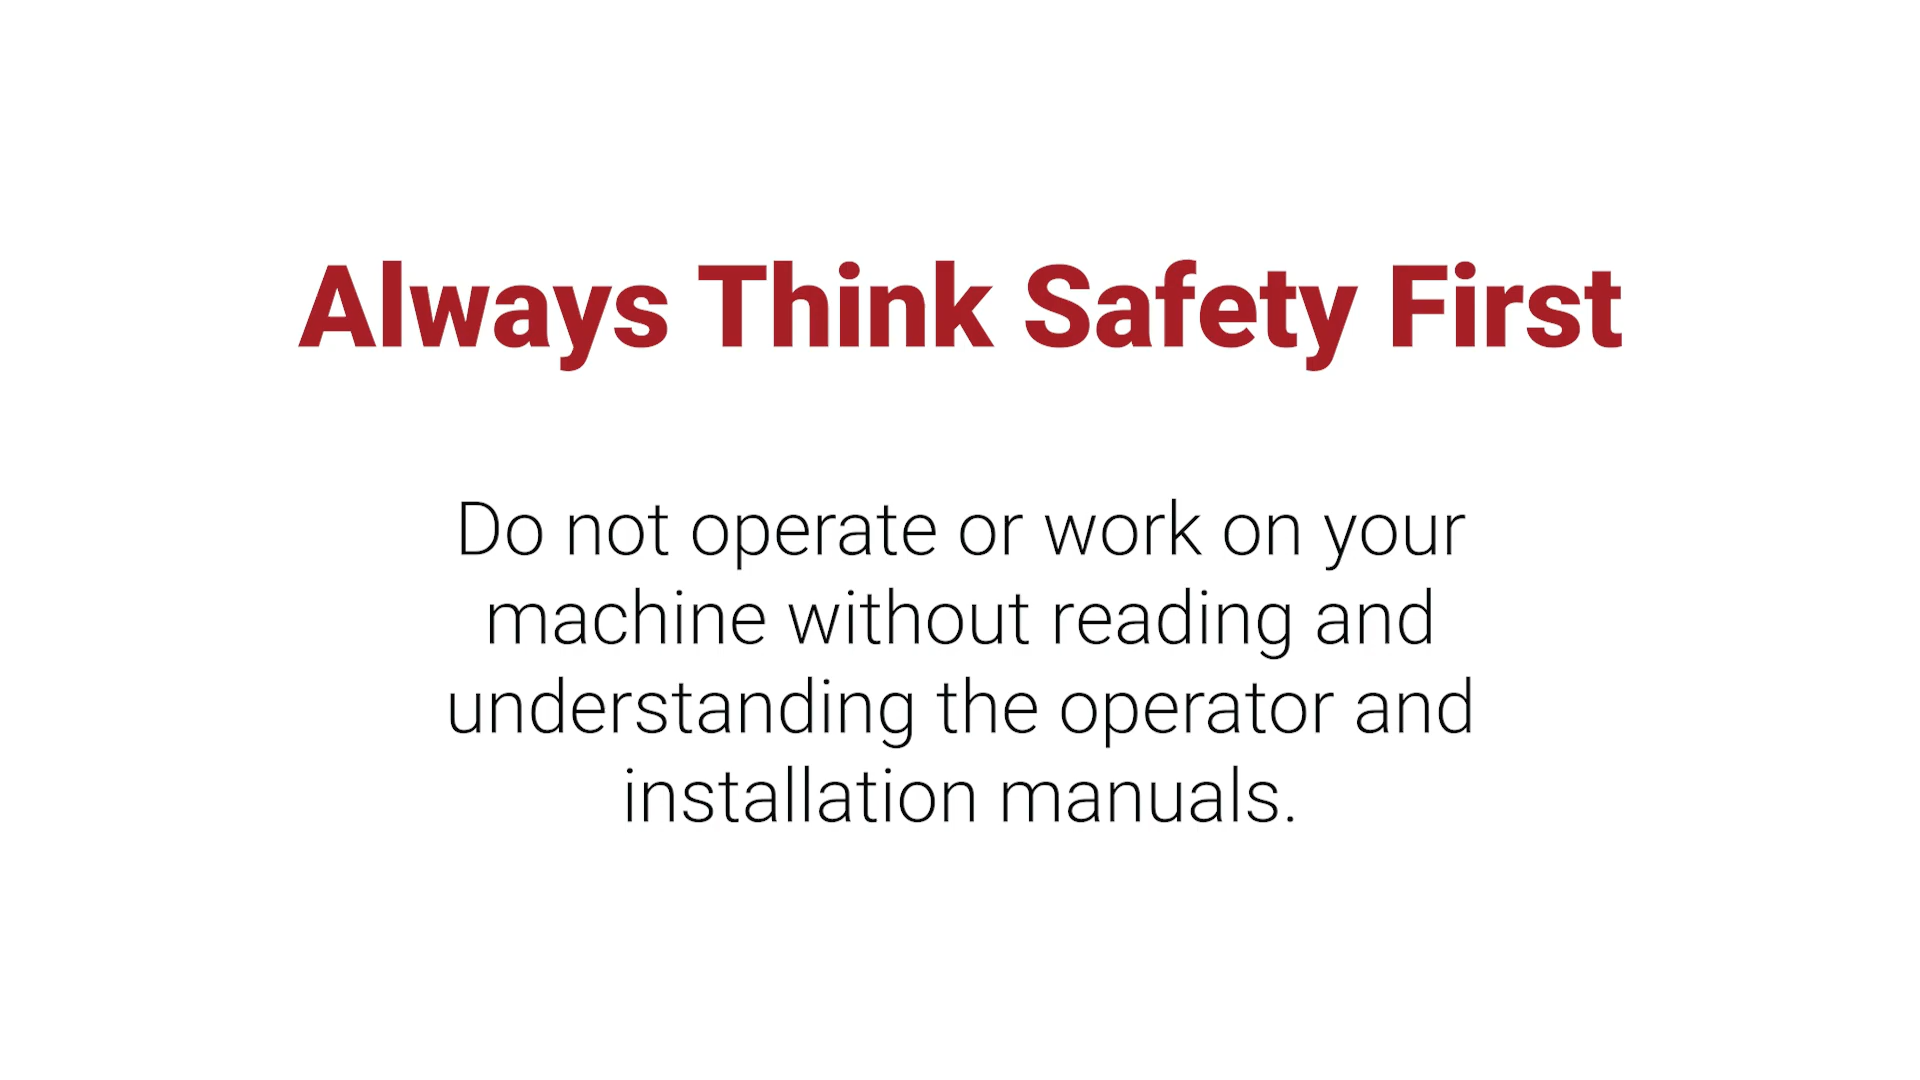 Always Think Safety First
Do not operate or work on your
machine without reading and
understanding the operator and
installation manuals.